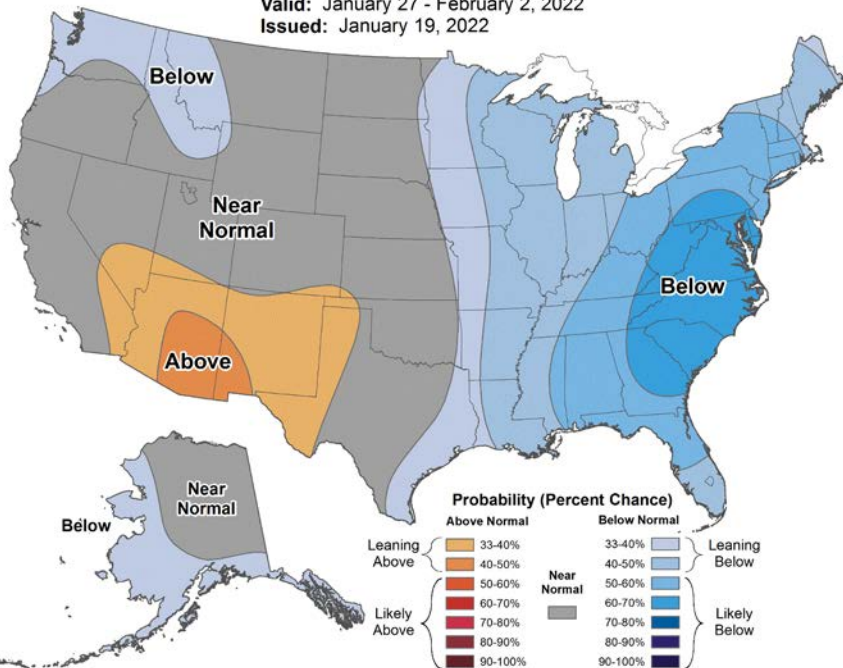 Valid: January 27 - February 2, 2022
Issued: January 19, 2022
Below
Near
Normal
Below
Above
Near
Normal
Below
Probability (Percent Chance)
Above Normal
Below Normal
Leaning
Above
33-40%
40-50%
Likely
Above
50-60%
60-70%
70-80%
80-90%
90-100%
Near
Normal
33-40%
40-50%
Leaning
Below
50-60%
60-70%
70-80%
80-90%
90-100%
Likely
Below